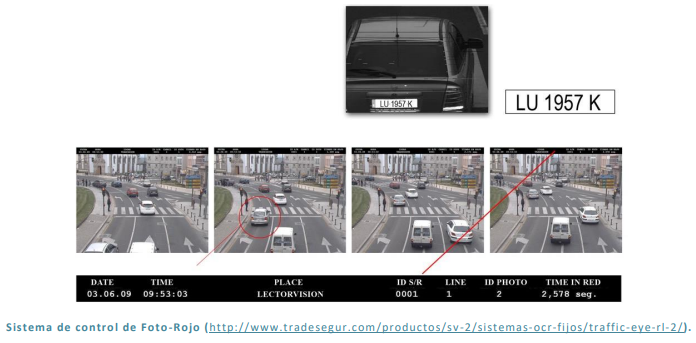 LU 1957 K
LU 1957 K
DATE TIME PLACE ID S/R LINE ID PHOTO TIME IN RED
03.06.09 09:53:03 LECTORVISION 0001 1 2 2,578 seg.
Sistema de control de Foto-Rojo (http://www.tradesegur.com/productos/sv-2/sistemas-ocr-fijos/traffic-eye-rl-2/).